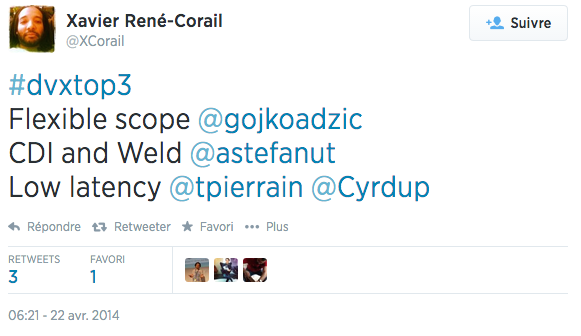 Xavier René-Corail
@XCorail
Suivre
#dvxtop3
Flexible scope @gojkoadzic
CDI and Weld @astefanut
Low latency @tpierrain @Cyrdup
Répondre Retweeter Favori Plus
RETWEETS FAVORI
3 1
06:21 - 22 avr. 2014